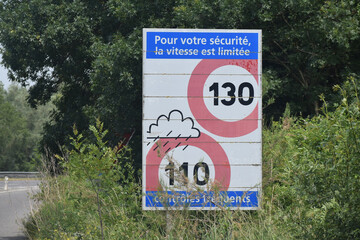 Pour votre sécurité,
la vitesse est limitée
130
110
contrôles fréquents